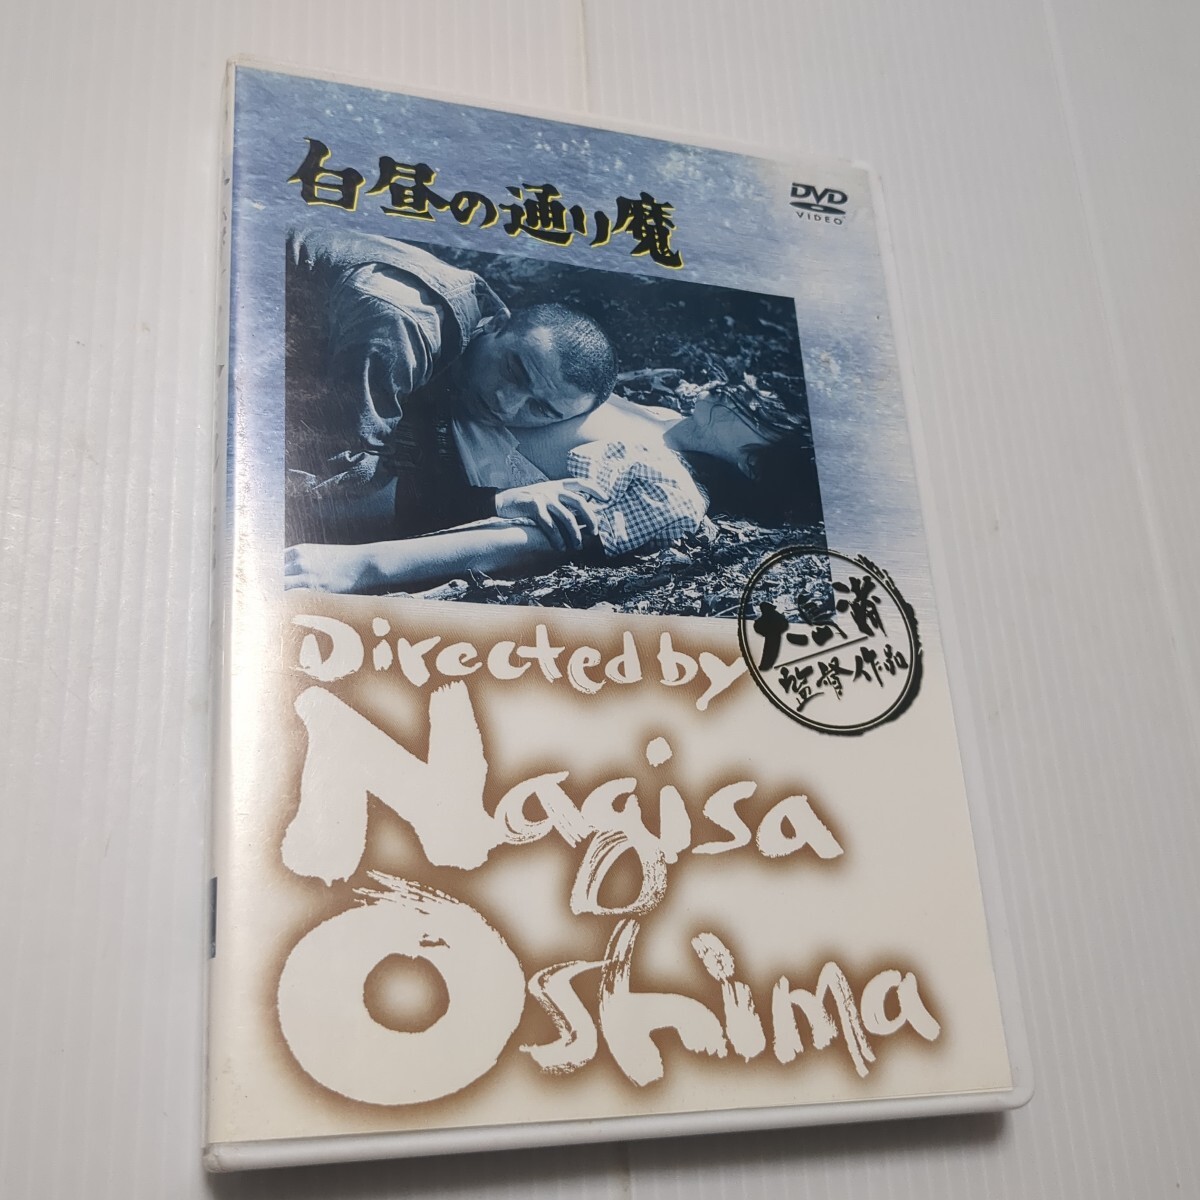 白昼の通り魔
DVD
VIDEO
大島渚
監督作品
Directed by
Nagisa
Oshima